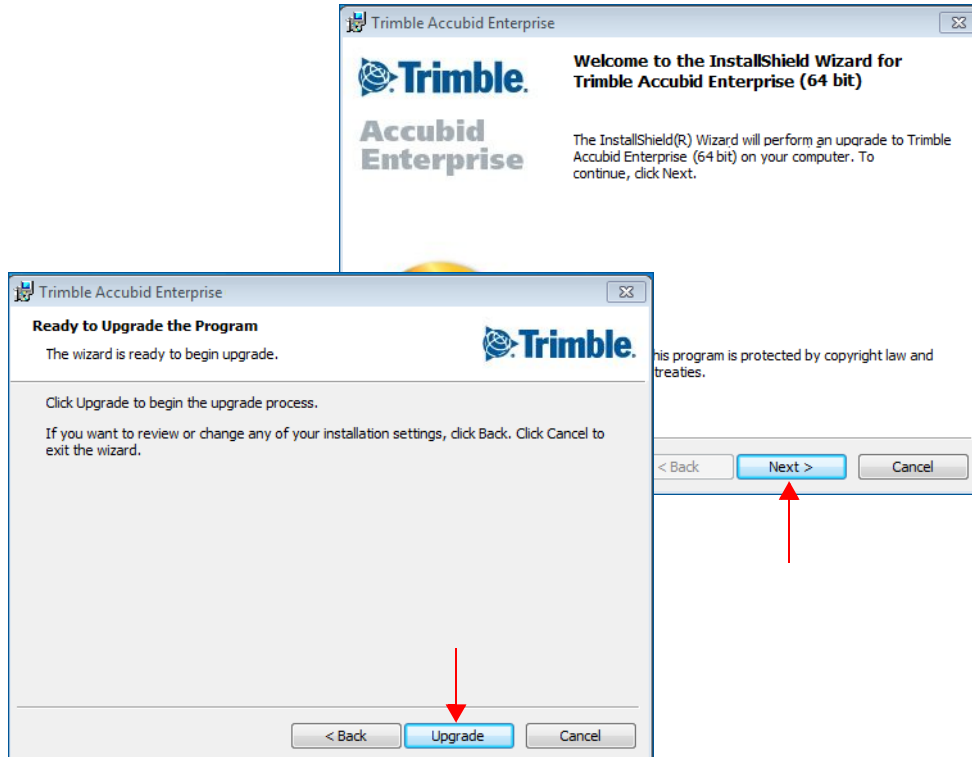 Trimble Accubid Enterprise
Trimble.
Accubid
Enterprise
Welcome to the InstallShield Wizard for
Trimble Accubid Enterprise (64 bit)
The InstallShield(R) Wizard will perform an upgrade to Trimble
Accubid Enterprise (64 bit) on your computer. To
continue, click Next.
his program is protected by copyright law and
treaties.
< Back
Next >
Cancel
Trimble Accubid Enterprise
Ready to Upgrade the Program
The wizard is ready to begin upgrade.
Trimble.
Click Upgrade to begin the upgrade process.
If you want to review or change any of your installation settings, click Back. Click Cancel to
exit the wizard.
< Back
Upgrade
Cancel